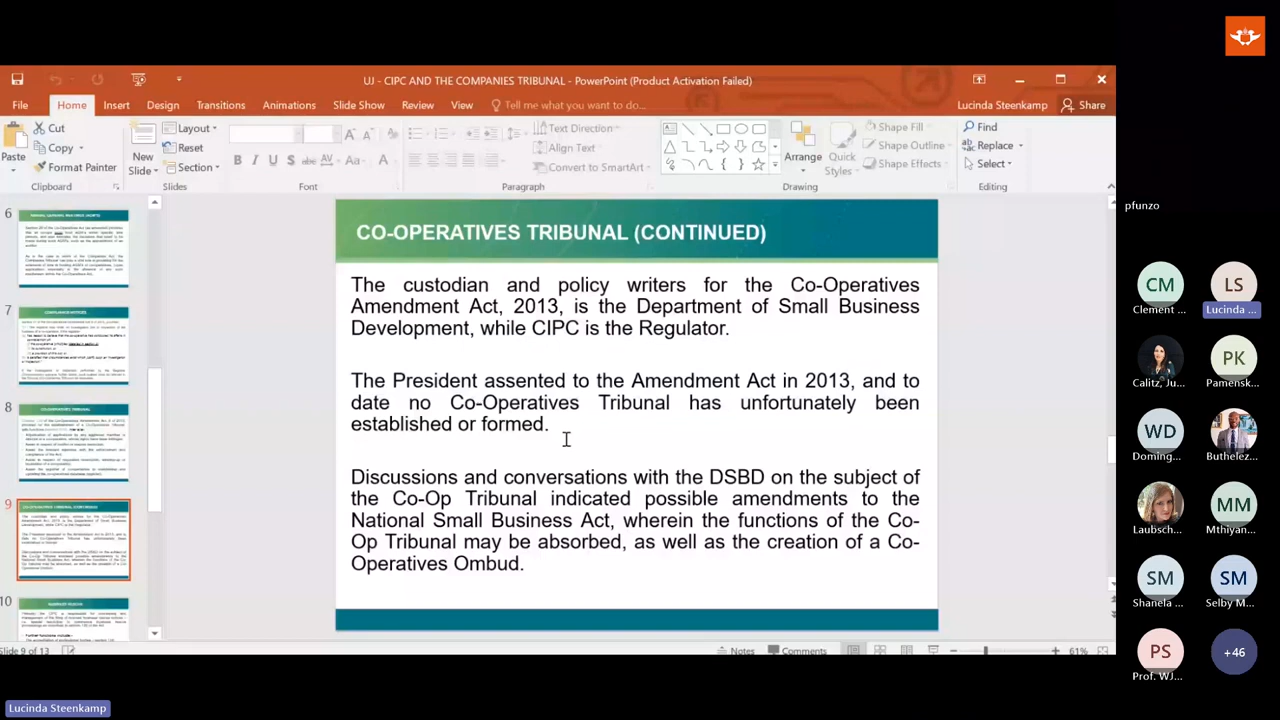 UJ - CIPC AND THE COMPANIES TRIBUNAL - PowerPoint (Product Activation Failed)
File Home Insert Design Transitions Animations Slide Show Review View Tell me what you want to do... Lucinda Steenkamp Share
Cut
Copy
Format Painter
Paste
Clipboard
New Slide
Layout
Reset
Section
Slides
Font
Text Direction
Align Text
Convert to SmartArt
Paragraph
Arrange
Quick Styles
Shape Fill
Shape Outline
Shape Effects
Drawing
Find
Replace
Select
Editing
6
7
8
9
10
CO-OPERATIVES TRIBUNAL (CONTINUED)
The custodian and policy writers for the Co-Operatives
Amendment Act, 2013, is the Department of Small Business
Development, while CIPC is the Regulator.
The President assented to the Amendment Act in 2013, and to
date no Co-Operatives Tribunal has unfortunately been
established or formed.
Discussions and conversations with the DSBD on the subject of
the Co-Op Tribunal indicated possible amendments to the
National Small Business Act, wherein the functions of the Co-
Op Tribunal may be absorbed, as well as the creation of a Co-
Operatives Ombud.
Slide 9 of 13
Notes
Comments
61%
pfunzo
CM
Clement ...
LS
Lucinda ...
Calitz, Ju...
PK
Pamensk...
WD
Doming...
Buthelez...
Laubsch...
MM
Mthiyan...
SM
Shanela ...
SM
Selby M...
PS
Prof. WJ...
+46
Lucinda Steenkamp